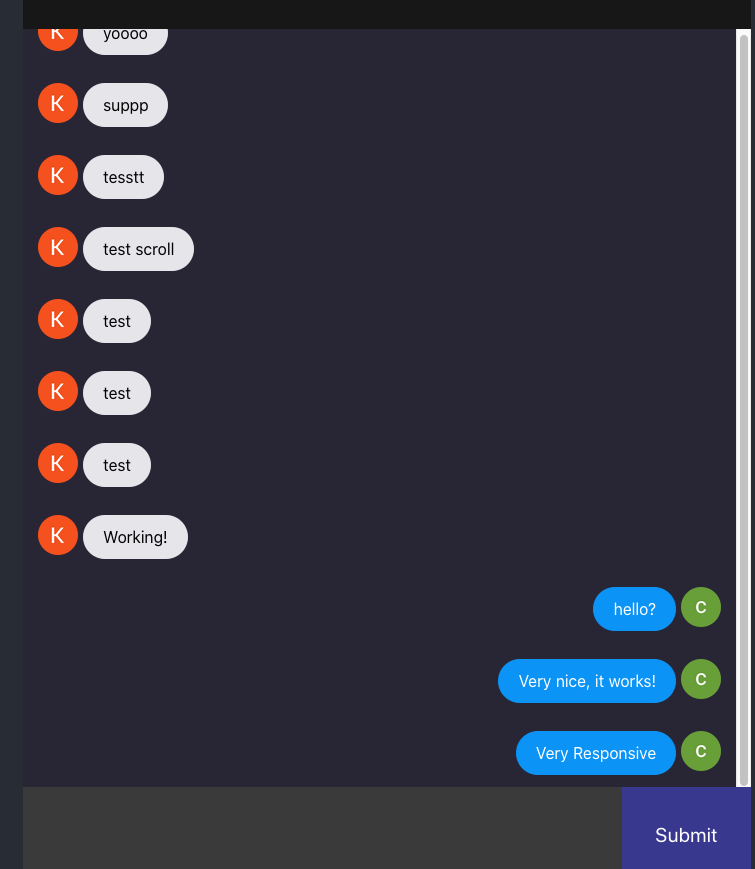 K yoooo
K suppp
K tesstt
K test scroll
K test
K test
K test
K Working!
hello? C
Very nice, it works! C
Very Responsive C
Submit